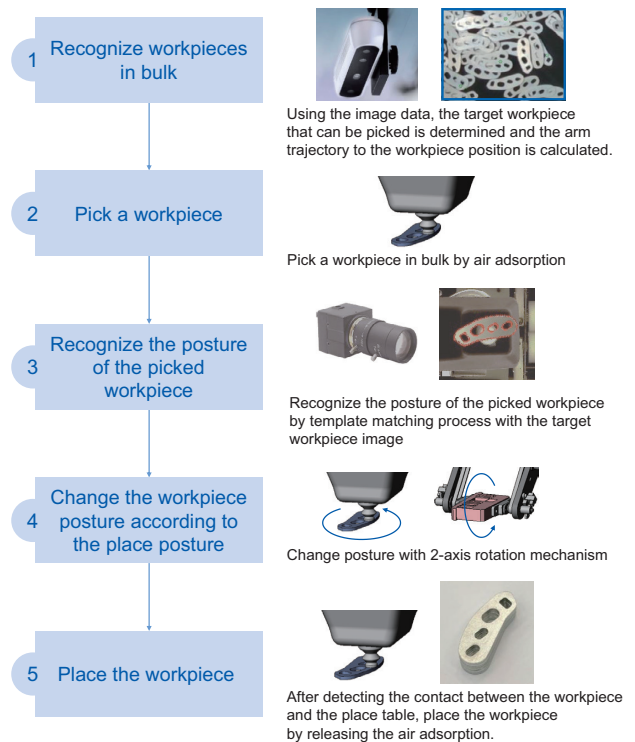 1
Recognize workpieces
in bulk
Using the image data, the target workpiece
that can be picked is determined and the arm
trajectory to the workpiece position is calculated.
2
Pick a workpiece
Pick a workpiece in bulk by air adsorption
3
Recognize the posture
of the picked
workpiece
Recognize the posture of the picked workpiece
by template matching process with the target
workpiece image
4
Change the workpiece
posture according to
the place posture
Change posture with 2-axis rotation mechanism
5
Place the workpiece
After detecting the contact between the workpiece
and the place table, place the workpiece
by releasing the air adsorption.